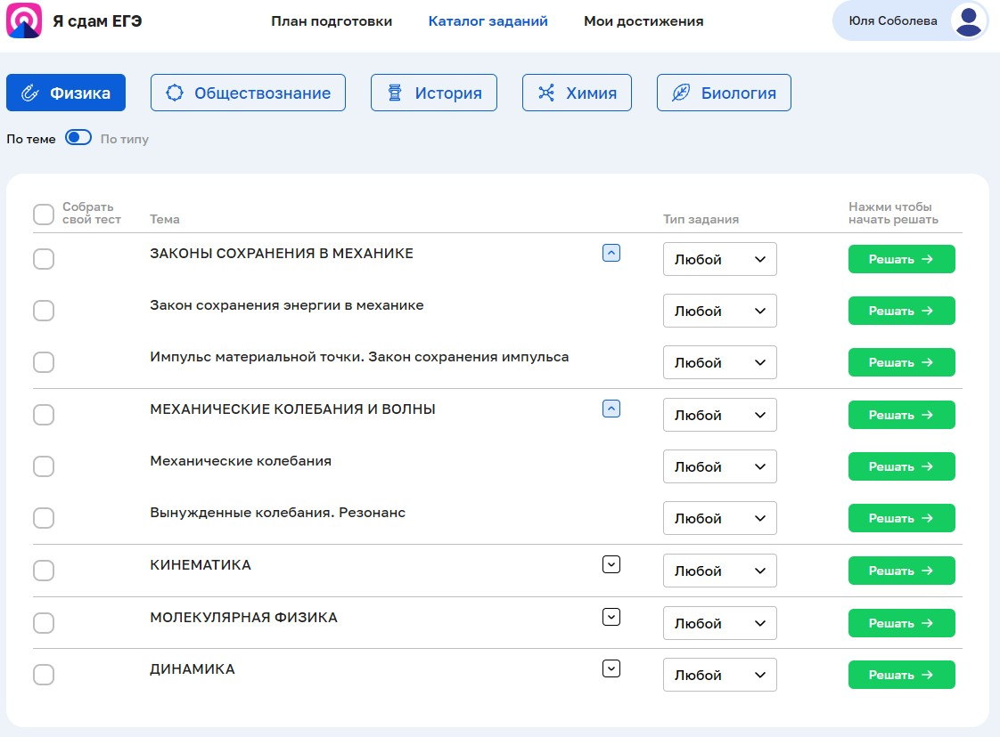 Я сдам ЕГЭ
План подготовки
Каталог заданий
Мои достижения
Юля Соболева
Физика
Обществознание
История
Химия
Биология
По теме
По типу
Собрать
свой тест
Тема
Тип задания
Нажми чтобы
начать решать
ЗАКОНЫ СОХРАНЕНИЯ В МЕХАНИКЕ
Любой
Решать →
Закон сохранения энергии в механике
Любой
Решать →
Импульс материальной точки. Закон сохранения импульса
Любой
Решать →
МЕХАНИЧЕСКИЕ КОЛЕБАНИЯ И ВОЛНЫ
Любой
Решать →
Механические колебания
Любой
Решать →
Вынужденные колебания. Резонанс
Любой
Решать →
КИНЕМАТИКА
Любой
Решать →
МОЛЕКУЛЯРНАЯ ФИЗИКА
Любой
Решать →
ДИНАМИКА
Любой
Решать →